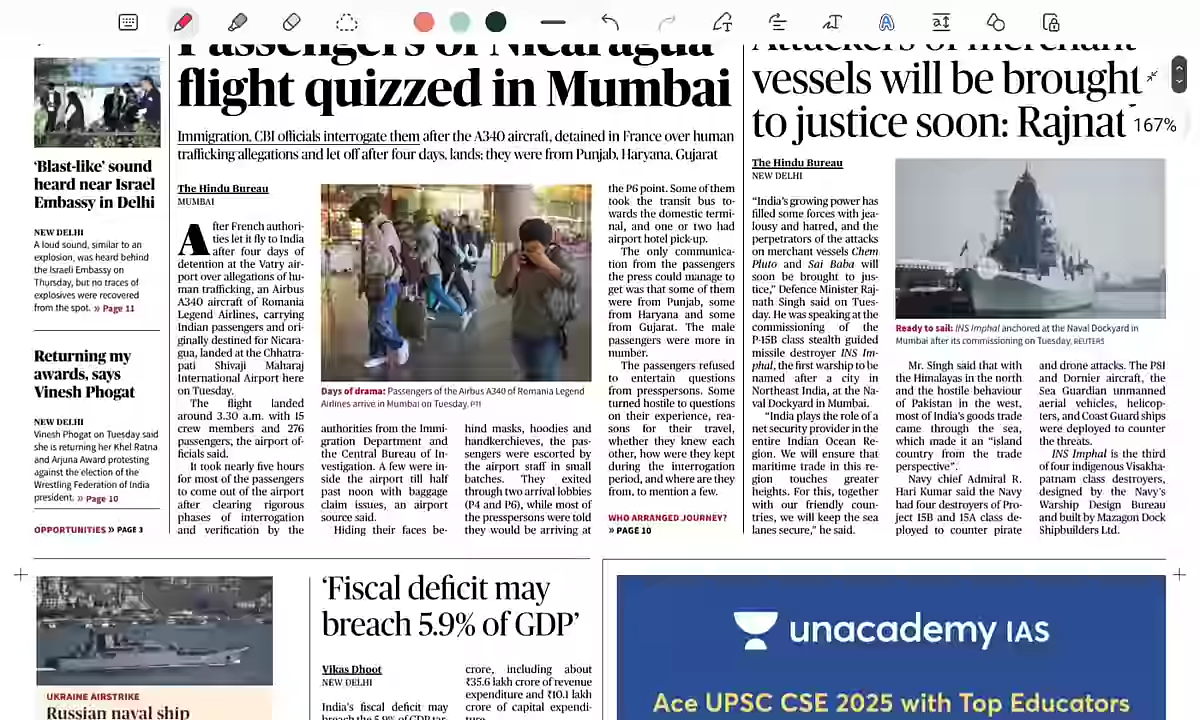 167%
'Blast-like' sound
heard near Israel
Embassy in Delhi
NEW DELHI
A loud sound, similar to an
explosion, was heard behind
the Israeli Embassy on
Thursday, but no traces of
explosives were recovered
from the spot. » Page 11
Returning my
awards, says
Vinesh Phogat
NEW DELHI
Vinesh Phogat on Tuesday said
she is returning her Khel Ratna
and Arjuna Award protesting
against the election of the
Wrestling Federation of India
president. » Page 10
OPPORTUNITIES » PAGE 3
Passengers of Nicaragua
flight quizzed in Mumbai
Immigration, CBI officials interrogate them after the A340 aircraft, detained in France over human
trafficking allegations and let off after four days, lands; they were from Punjab, Haryana, Gujarat
The Hindu Bureau
MUMBAI
After French authori-
ties let it fly to India
after four days of
detention at the Vatry air-
port over allegations of hu-
man trafficking, an Airbus
A340 aircraft of Romania
Legend Airlines, carrying
Indian passengers and ori-
ginally destined for Nicara-
gua, landed at the Chhatra-
pati Shivaji Maharaj
International Airport here
on Tuesday.
The flight landed
around 3.30 a.m. with 15
crew members and 276
passengers, the airport of-
ficials said.
It took nearly five hours
for most of the passengers
to come out of the airport
after clearing rigorous
phases of interrogation
and verification by the
Days of drama: Passengers of the Airbus A340 of Romania Legend
Airlines arrive in Mumbai on Tuesday. PTI
authorities from the Immi-
gration Department and
the Central Bureau of In-
vestigation. A few were in-
side the airport till half
past noon with baggage
claim issues, an airport
source said.
Hiding their faces be-
hind masks, hoodies and
handkerchieves, the pas-
sengers were escorted by
the airport staff in small
batches. They exited
through two arrival lobbies
(P4 and P6), while most of
the presspersons were told
they would be arriving at
the P6 point. Some of them
took the transit bus to-
wards the domestic termi-
nal, and one or two had
airport hotel pick-up.
The only communica-
tion from the passengers
the press could manage to
get was that some of them
were from Punjab, some
from Haryana and some
from Gujarat. The male
passengers were more in
number.
The passengers refused
to entertain questions
from presspersons. Some
turned hostile to questions
on their experience, rea-
sons for their travel,
whether they knew each
other, how were they kept
during the interrogation
period, and where are they
from, to mention a few.
WHO ARRANGED JOURNEY?
» PAGE 10
Attackers of merchant
vessels will be brought
to justice soon: Rajnat
The Hindu Bureau
NEW DELHI
“India's growing power has
filled some forces with jea-
lousy and hatred, and the
perpetrators of the attacks
on merchant vessels Chem
Pluto and Sai Baba will
soon be brought to jus-
tice,” Defence Minister Raj-
nath Singh said on Tues-
day. He was speaking at the
commissioning of the
P-15B class stealth guided
missile destroyer INS Im-
phal, the first warship to be
named after a city in
Northeast India, at the Na-
val Dockyard in Mumbai.
“India plays the role of a
net security provider in the
entire Indian Ocean Re-
gion. We will ensure that
maritime trade in this re-
gion touches greater
heights. For this, together
with our friendly coun-
tries, we will keep the sea
lanes secure,” he said.
Ready to sail: INS Imphal anchored at the Naval Dockyard in
Mumbai after its commissioning on Tuesday. REUTERS
Mr. Singh said that with
the Himalayas in the north
and the hostile behaviour
of Pakistan in the west,
most of India's goods trade
came through the sea,
which made it an “island
country from the trade
perspective”.
Navy chief Admiral R.
Hari Kumar said the Navy
had four destroyers of Pro-
ject 15B and 15A class de-
ployed to counter pirate
and drone attacks. The P8I
and Dornier aircraft, the
Sea Guardian unmanned
aerial vehicles, helicop-
ters, and Coast Guard ships
were deployed to counter
the threats.
INS Imphal is the third
of four indigenous Visakha-
patnam class destroyers,
designed by the Navy's
Warship Design Bureau
and built by Mazagon Dock
Shipbuilders Ltd.
UKRAINE AIRSTRIKE
Russian naval ship
‘Fiscal deficit may
breach 5.9% of GDP’
Vikas Dhoot
NEW DELHI
India's fiscal deficit may
breach the 5.9% of GDP tar-
crore, including about
₹35.6 lakh crore of revenue
expenditure and ₹10.1 lakh
crore of capital expendi-
ture.
unacademy IAS
Ace UPSC CSE 2025 with Top Educators